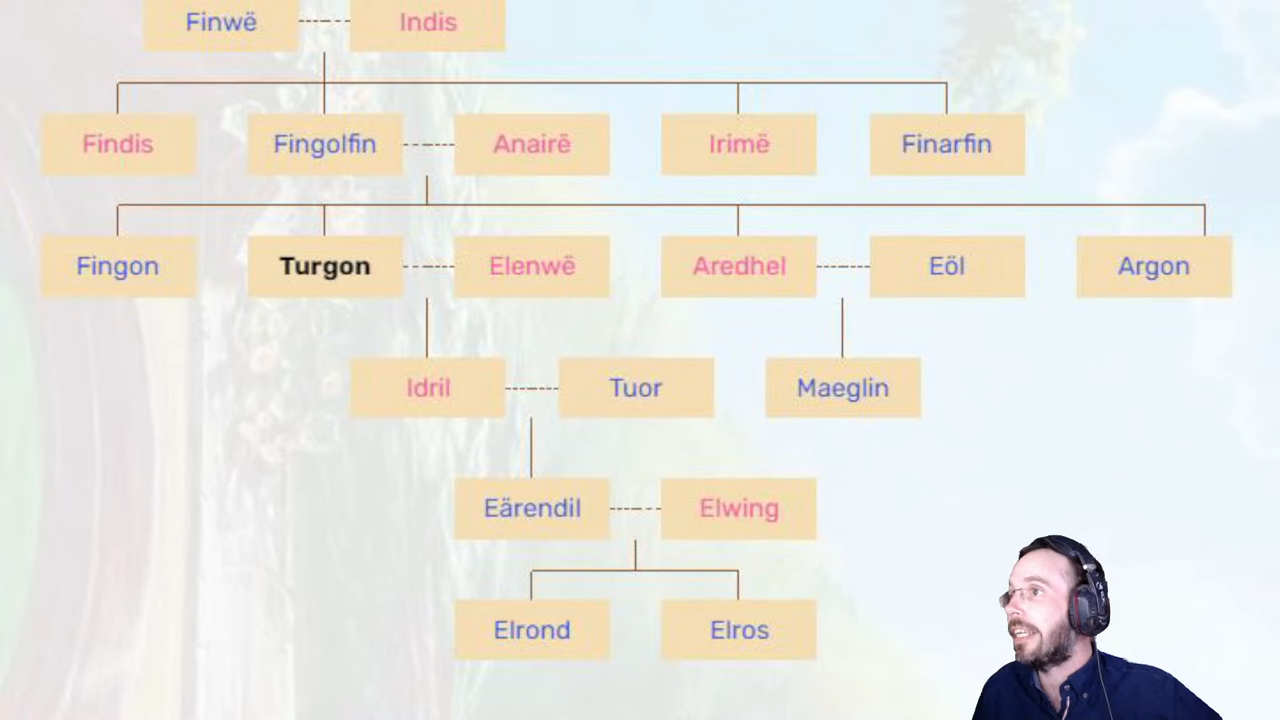 Finwë Indis
Findis Fingolfin Anairë Irimë Finarfin
Fingon Turgon Elenwë Aredhel Eöl Argon
Idril Tuor Maeglin
Eärendil Elwing
Elrond Elros